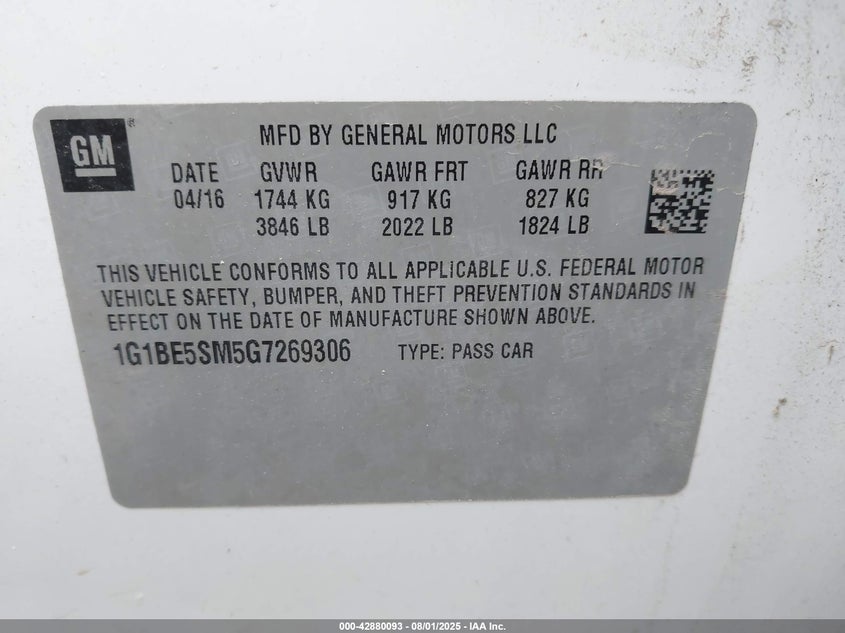 GM
MFD BY GENERAL MOTORS LLC
DATE GVWR GAWR FRT GAWR RR
04/16 1744 KG 917 KG 827 KG
3846 LB 2022 LB 1824 LB
THIS VEHICLE CONFORMS TO ALL APPLICABLE U.S. FEDERAL MOTOR
VEHICLE SAFETY, BUMPER, AND THEFT PREVENTION STANDARDS IN
EFFECT ON THE DATE OF MANUFACTURE SHOWN ABOVE.
1G1BE5SM5G7269306 TYPE: PASS CAR
000-42880093 - 08/01/2025 - IAA Inc.